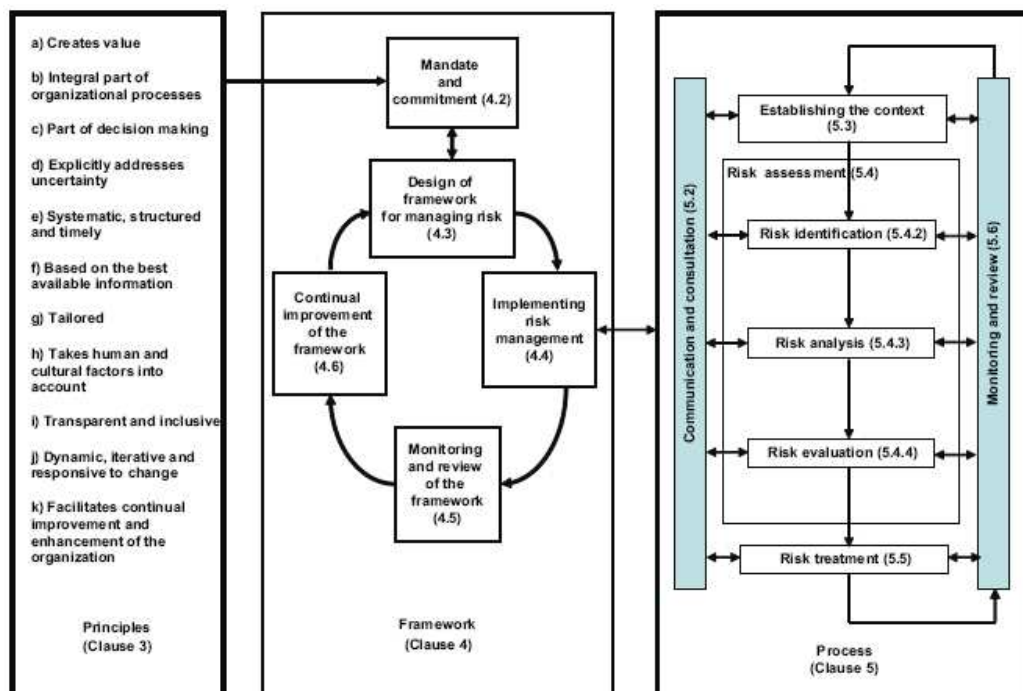 a) Creates value
b) Integral part of
organizational processes
c) Part of decision making
d) Explicitly addresses
uncertainty
e) Systematic, structured
and timely
f) Based on the best
available information
g) Tailored
h) Takes human and
cultural factors into
account
i) Transparent and inclusive
j) Dynamic, iterative and
responsive to change
k) Facilitates continual
improvement and
enhancement of the
organization
Principles
(Clause 3)
Mandate
and
commitment (4.2)
Design of
framework
for managing risk
(4.3)
Continual
improvement
of the
framework
(4.6)
Implementing
risk
management
(4.4)
Monitoring
and review
of the
framework
(4.5)
Framework
(Clause 4)
Communication and consultation (5.2)
Establishing the context
(5.3)
Risk assessment (5.4)
Risk identification (5.4.2)
Risk analysis (5.4.3)
Risk evaluation (5.4.4)
Risk treatment (5.5)
Monitoring and review (5.6)
Process
(Clause 5)